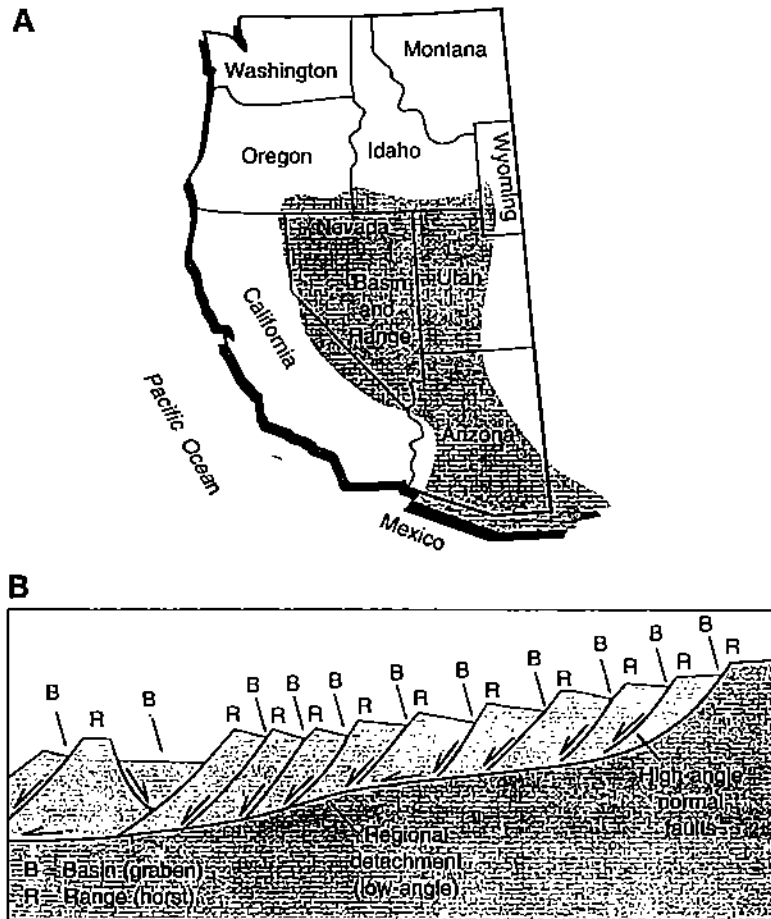 A
Washington
Montana
Oregon
Idaho
Wyoming
Nevada
Basin
and
Range
Utah
California
Arizona
Pacific Ocean
Mexico
B
B
R
B
R
B
R
B
R
B
R
B
R
B
R
B
R
B
R
B
R
B
R
High angle
normal
faults
Regional
detachment
(low-angle)
B = Basin (graben)
R = Range (horst)